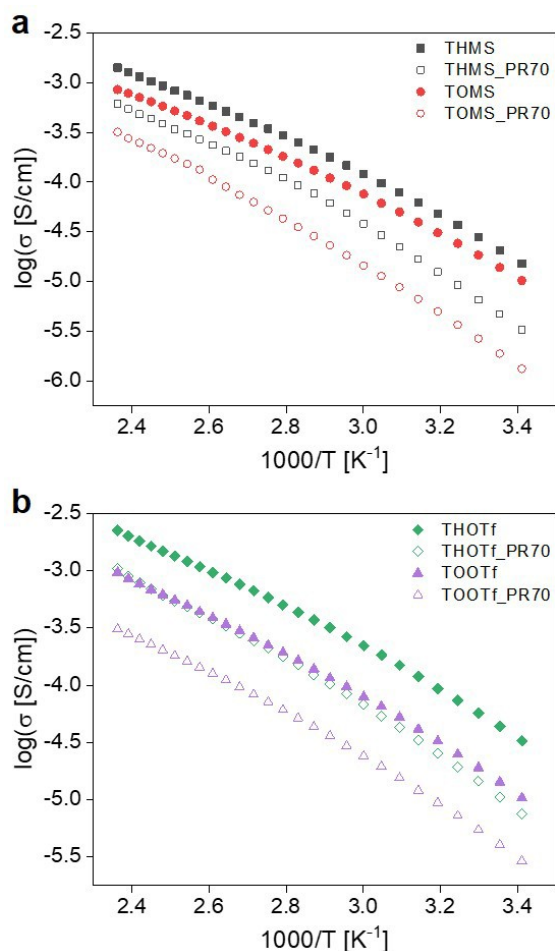 a
-2.5
-3.0
-3.5
-4.0
-4.5
-5.0
-5.5
-6.0
log(σ [S/cm])
THMS
THMS_PR70
TOMS
TOMS_PR70
2.4 2.6 2.8 3.0 3.2 3.4
1000/T [K⁻¹]
b
-2.5
-3.0
-3.5
-4.0
-4.5
-5.0
-5.5
log(σ [S/cm])
THOTf
THOTf_PR70
TOOTf
TOOTf_PR70
2.4 2.6 2.8 3.0 3.2 3.4
1000/T [K⁻¹]